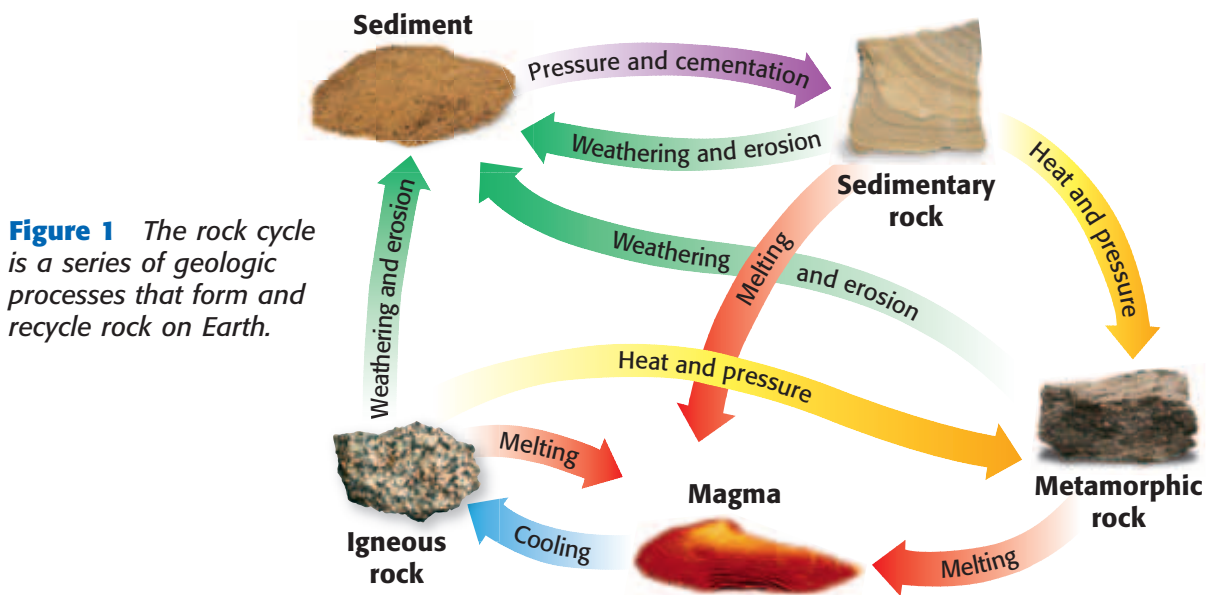 Sediment
Pressure and cementation
Weathering and erosion
Sedimentary
rock
Heat and pressure
Weathering and erosion
Melting
Weathering and erosion
Figure 1 The rock cycle
is a series of geologic
processes that form and
recycle rock on Earth.
Heat and pressure
Melting
Igneous
rock
Cooling
Magma
Metamorphic
rock
Melting